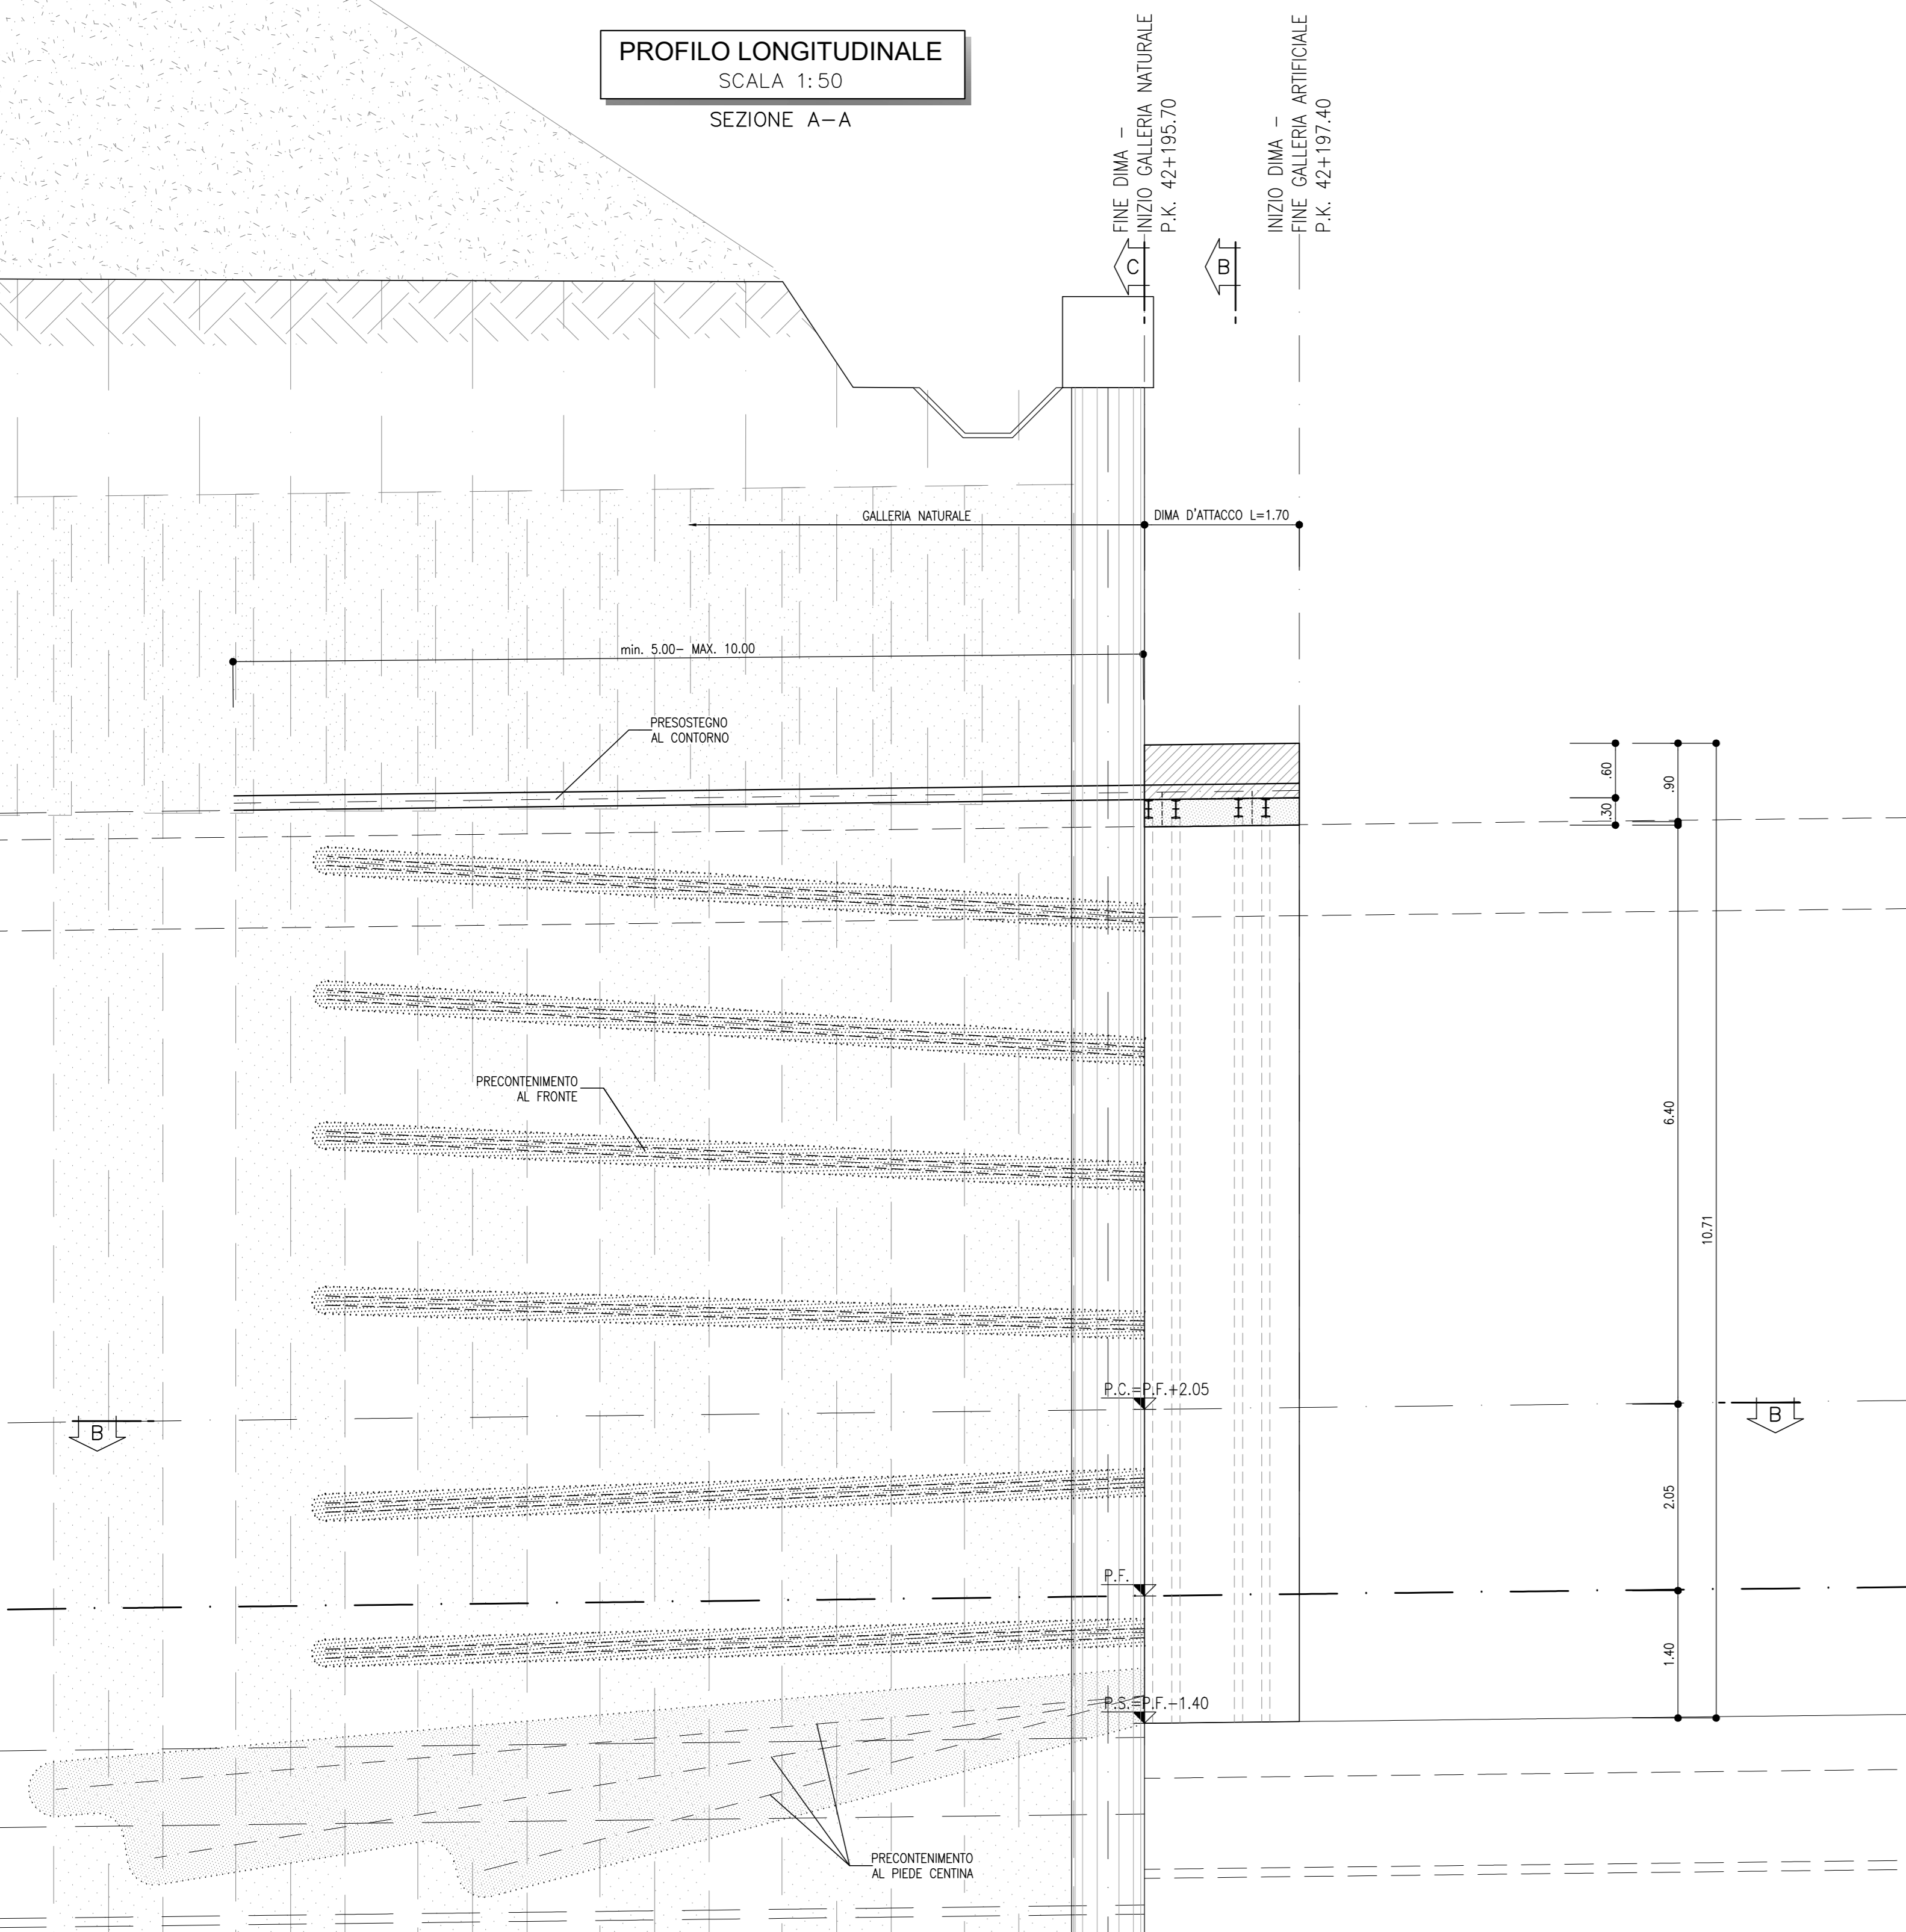 PROFILO LONGITUDINALE
SCALA 1:50
SEZIONE A-A
FINE DIMA -
INIZIO GALLERIA NATURALE
P.K. 42+195.70
INIZIO DIMA -
FINE GALLERIA ARTIFICIALE
P.K. 42+197.40
C
B
GALLERIA NATURALE
DIMA D'ATTACCO L=1.70
min. 5.00- MAX. 10.00
PRESOSTEGNO
AL CONTORNO
.60
.30
.90
PRECONTENIMENTO
AL FRONTE
6.40
10.71
P.C.=P.F.+2.05
B
B
2.05
P.F.
1.40
P.S.=P.F.-1.40
PRECONTENIMENTO
AL PIEDE CENTINA